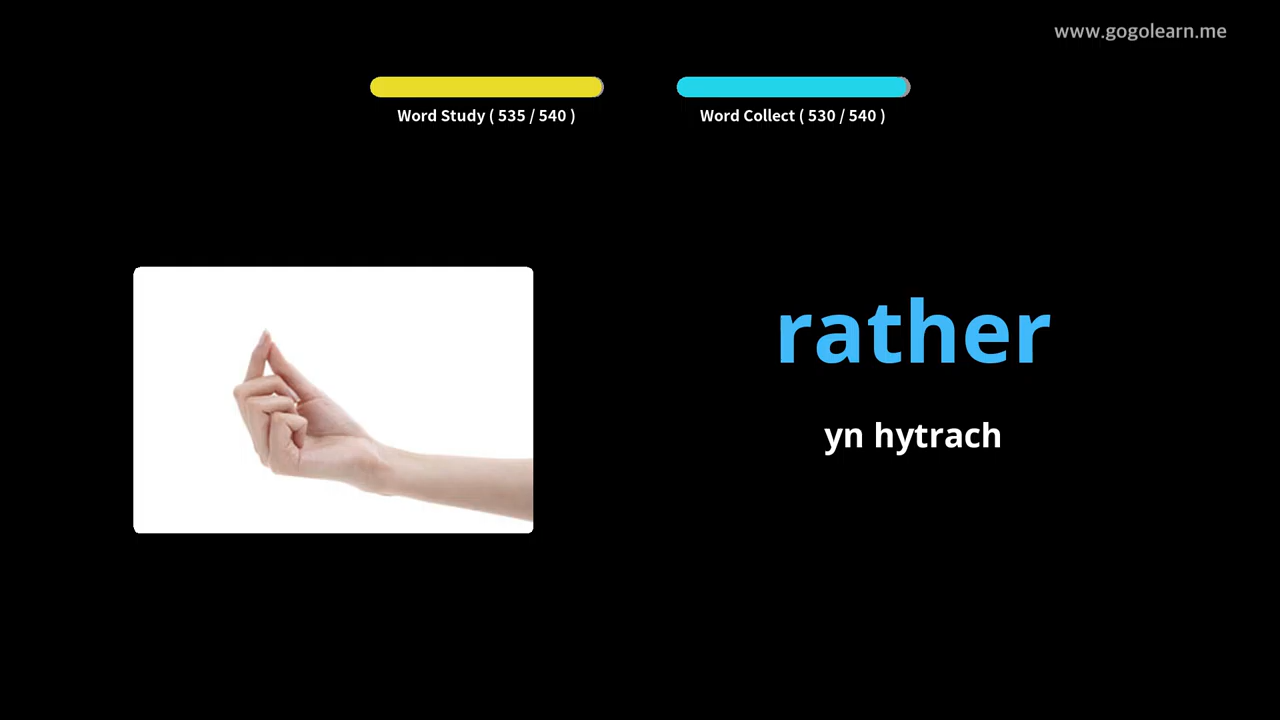 www.gogolearn.me
Word Study ( 535 / 540 )
Word Collect ( 530 / 540 )
rather
yn hytrach